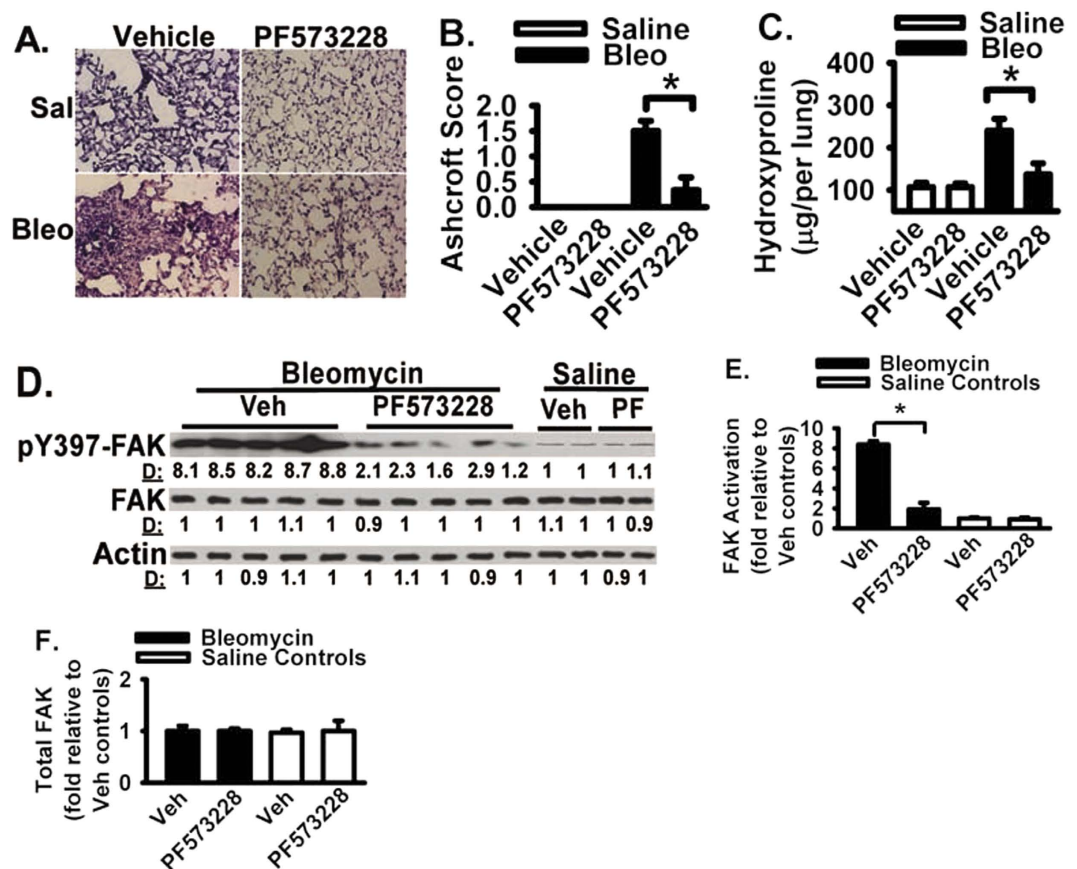 A.
Vehicle PF573228
Sal
Bleo
B.
Saline
Bleo
*
Ashcroft Score
2.0
1.5
1.0
0.5
0.0
Vehicle
PF573228
Vehicle
PF573228
C.
Saline
Bleo
*
Hydroxyproline
(µg/per lung)
400
300
200
100
Vehicle
PF573228
Vehicle
PF573228
D.
Bleomycin Saline
Veh PF573228 Veh PF
pY397-FAK
D: 8.1 8.5 8.2 8.7 8.8 2.1 2.3 1.6 2.9 1.2 1 1 1 1.1
FAK
D: 1 1 1 1.1 1 0.9 1 1 1 1 1.1 1 1 0.9
Actin
D: 1 1 0.9 1.1 1 1 1.1 1 0.9 1 1 1 0.9 1
E.
Bleomycin
Saline Controls
*
FAK Activation
(fold relative to
Veh controls)
10
8
6
4
2
0
Veh
PF573228
Veh
PF573228
F.
Bleomycin
Saline Controls
Total FAK
(fold relative to
Veh controls)
2
1
0
Veh
PF573228
Veh
PF573228